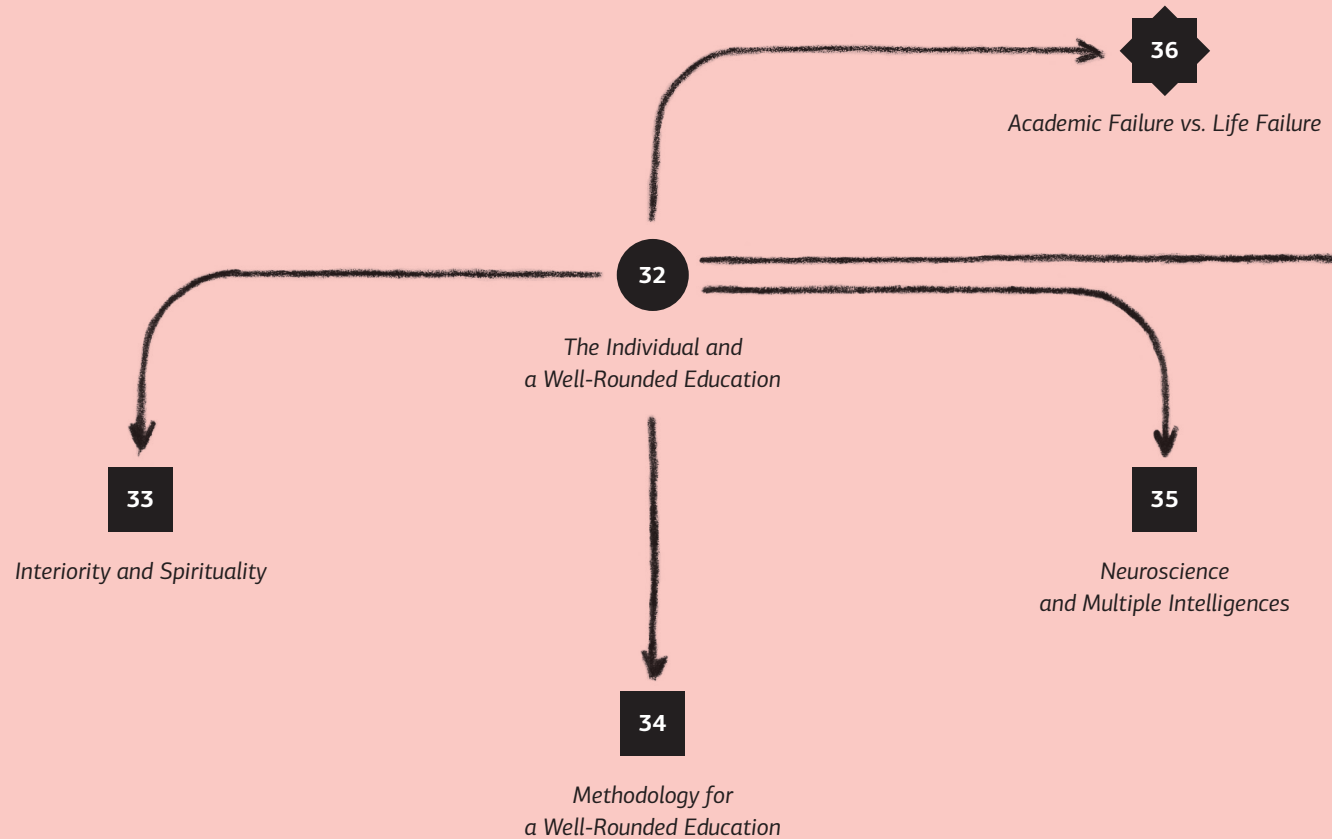 36
Academic Failure vs. Life Failure
32
The Individual and
a Well-Rounded Education
33
Interiority and Spirituality
35
Neuroscience
and Multiple Intelligences
34
Methodology for
a Well-Rounded Education